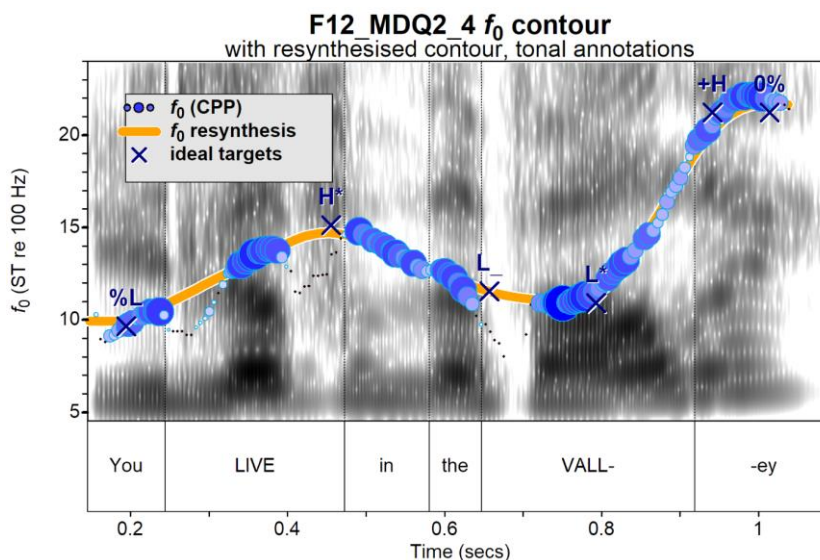 F12_MDQ2_4 f0 contour
with resynthesised contour, tonal annotations
f0 (CPP)
f0 resynthesis
ideal targets
+H 0%
H*
%L
L_
L*
f0 (ST re 100 Hz)
20
15
10
5
You LIVE in the VALL- -ey
0.2 0.4 0.6 0.8 1
Time (secs)